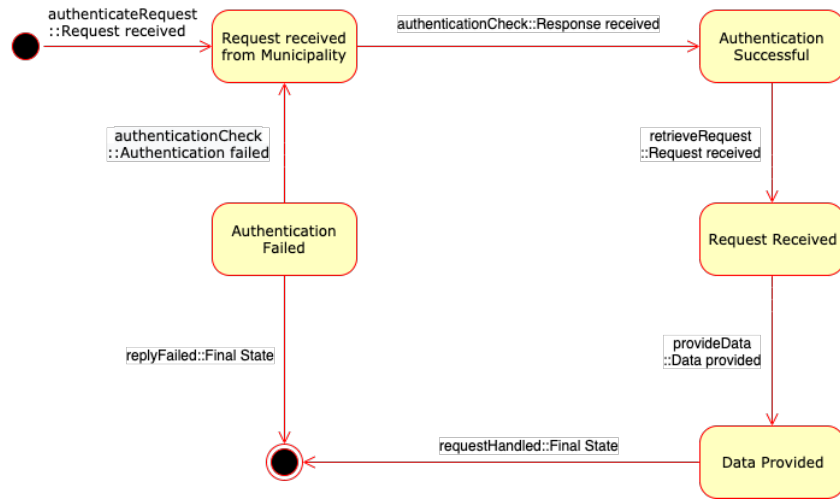 authenticateRequest
::Request received
Request received
from Municipality
authenticationCheck::Response received
Authentication
Successful
authenticationCheck
::Authentication failed
retrieveRequest
::Request received
Authentication
Failed
Request Received
replyFailed::Final State
provideData
::Data provided
requestHandled::Final State
Data Provided